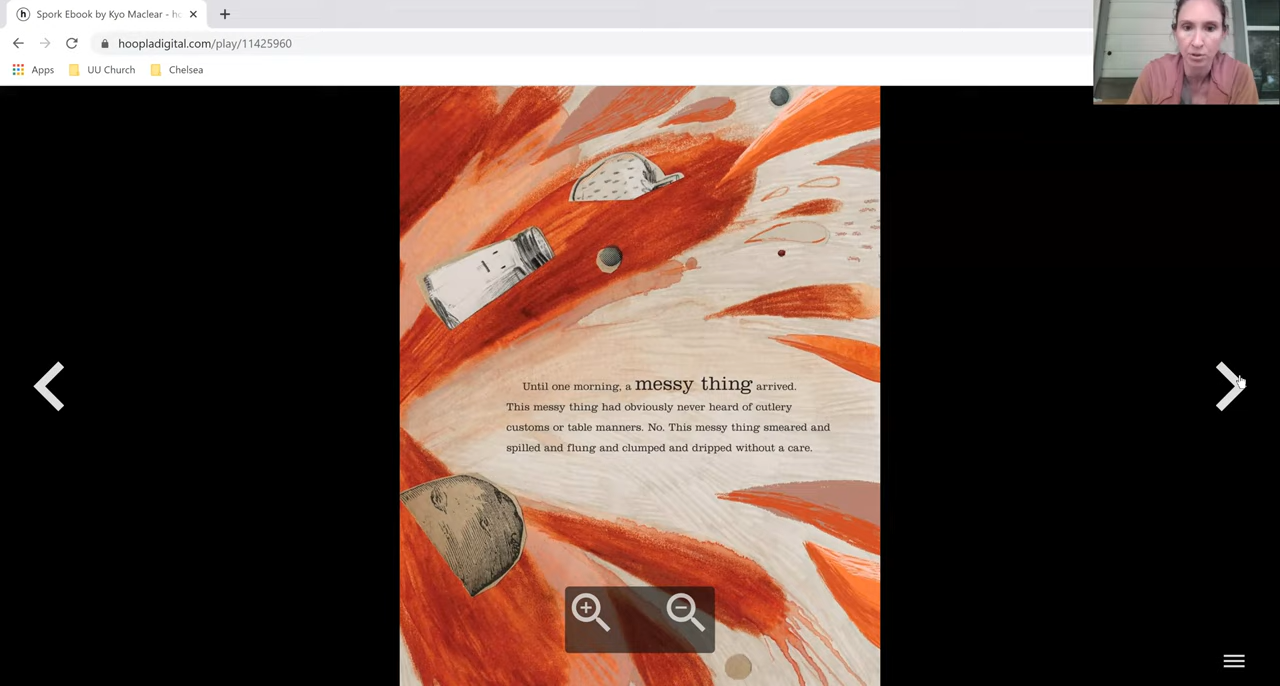 Spork Ebook by Kyo Maclear - ho
hoopladigital.com/play/11425960
Apps
UU Church
Chelsea
Until one morning, a messy thing arrived.
This messy thing had obviously never heard of cutlery
customs or table manners. No. This messy thing smeared and
spilled and flung and clumped and dripped without a care.